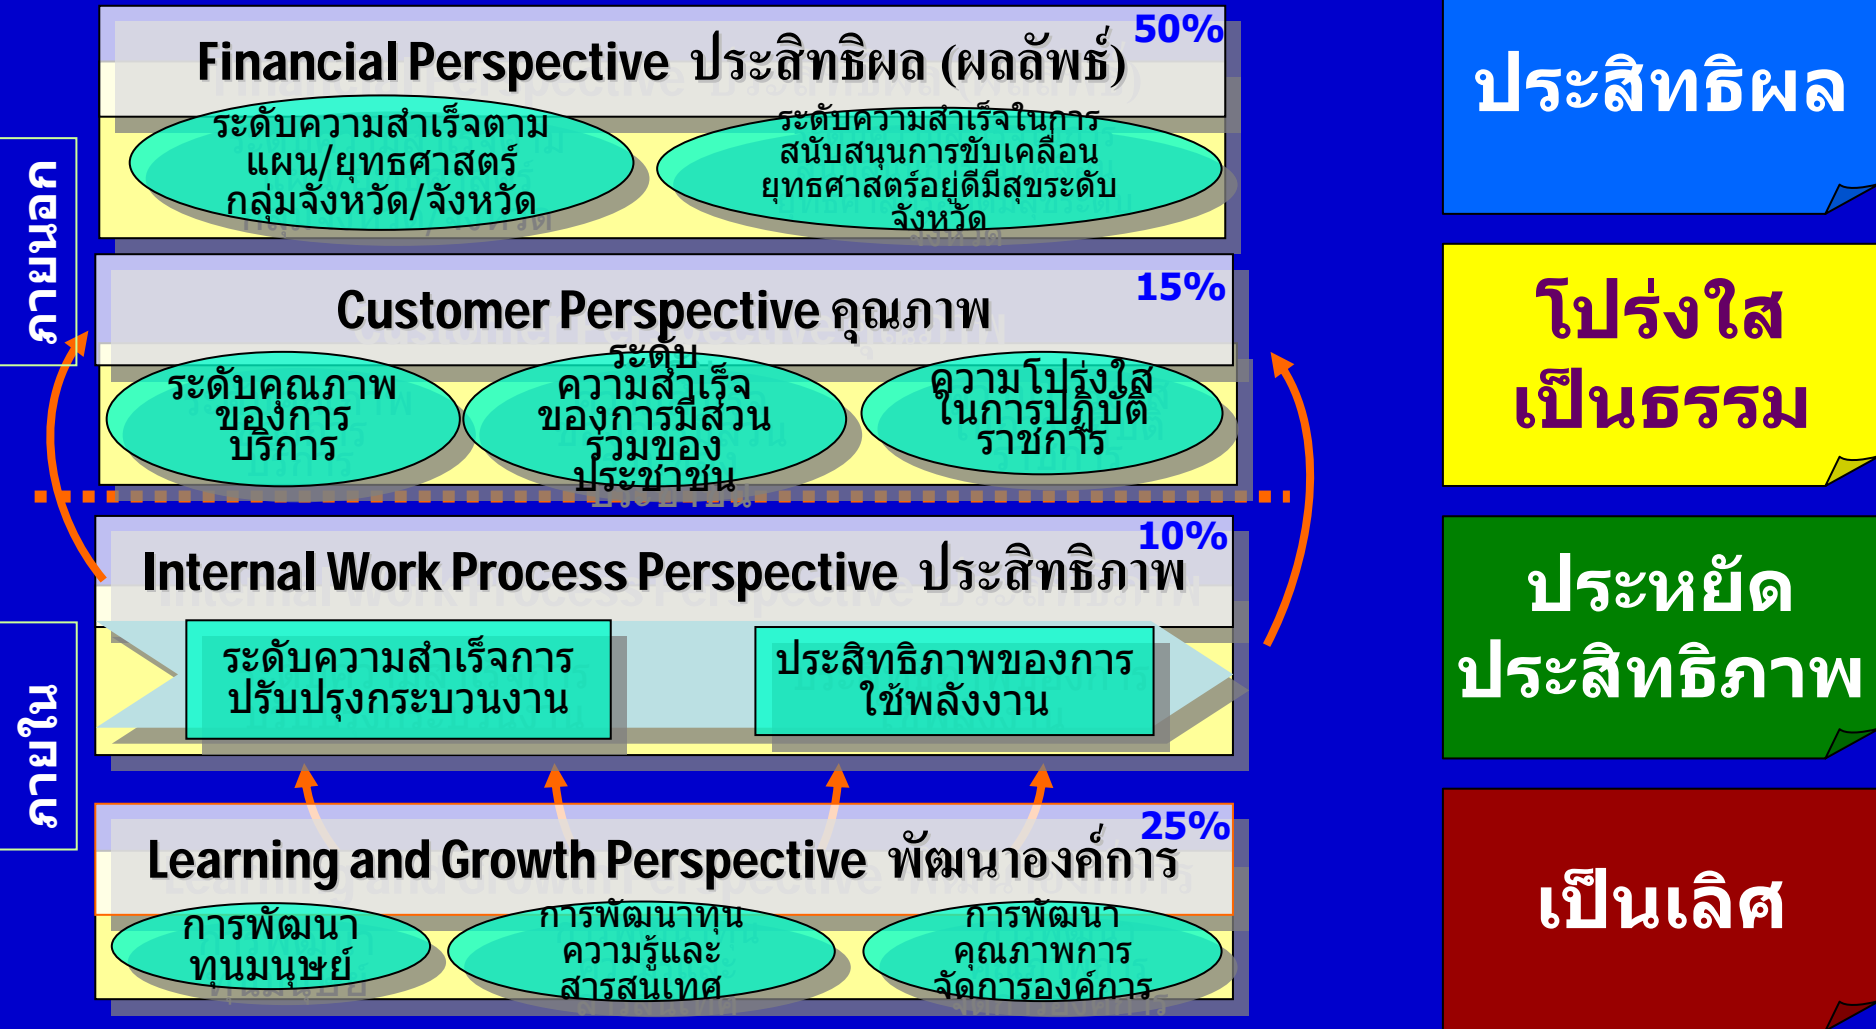 ภายนอก
50%
Financial Perspective ประสิทธิผล (ผลลัพธ์)
ระดับความสำเร็จตาม
แผน/ยุทธศาสตร์
กลุ่มจังหวัด/จังหวัด
ระดับความสำเร็จในการ
สนับสนุนการขับเคลื่อน
ยุทธศาสตร์อยู่ดีมีสุขระดับ
จังหวัด
ประสิทธิผล
15%
Customer Perspective คุณภาพ
ระดับคุณภาพ
ของการ
บริการ
ระดับ
ความสำเร็จ
ของการมีส่วน
ร่วมของ
ประชาชน
ความโปร่งใส
ในการปฏิบัติ
ราชการ
โปร่งใส
เป็นธรรม
ภายใน
10%
Internal Work Process Perspective ประสิทธิภาพ
ระดับความสำเร็จการ
ปรับปรุงกระบวนงาน
ประสิทธิภาพของการ
ใช้พลังงาน
ประหยัด
ประสิทธิภาพ
25%
Learning and Growth Perspective พัฒนาองค์การ
การพัฒนา
ทุนมนุษย์
การพัฒนาทุน
ความรู้และ
สารสนเทศ
การพัฒนา
คุณภาพการ
จัดการองค์การ
เป็นเลิศ